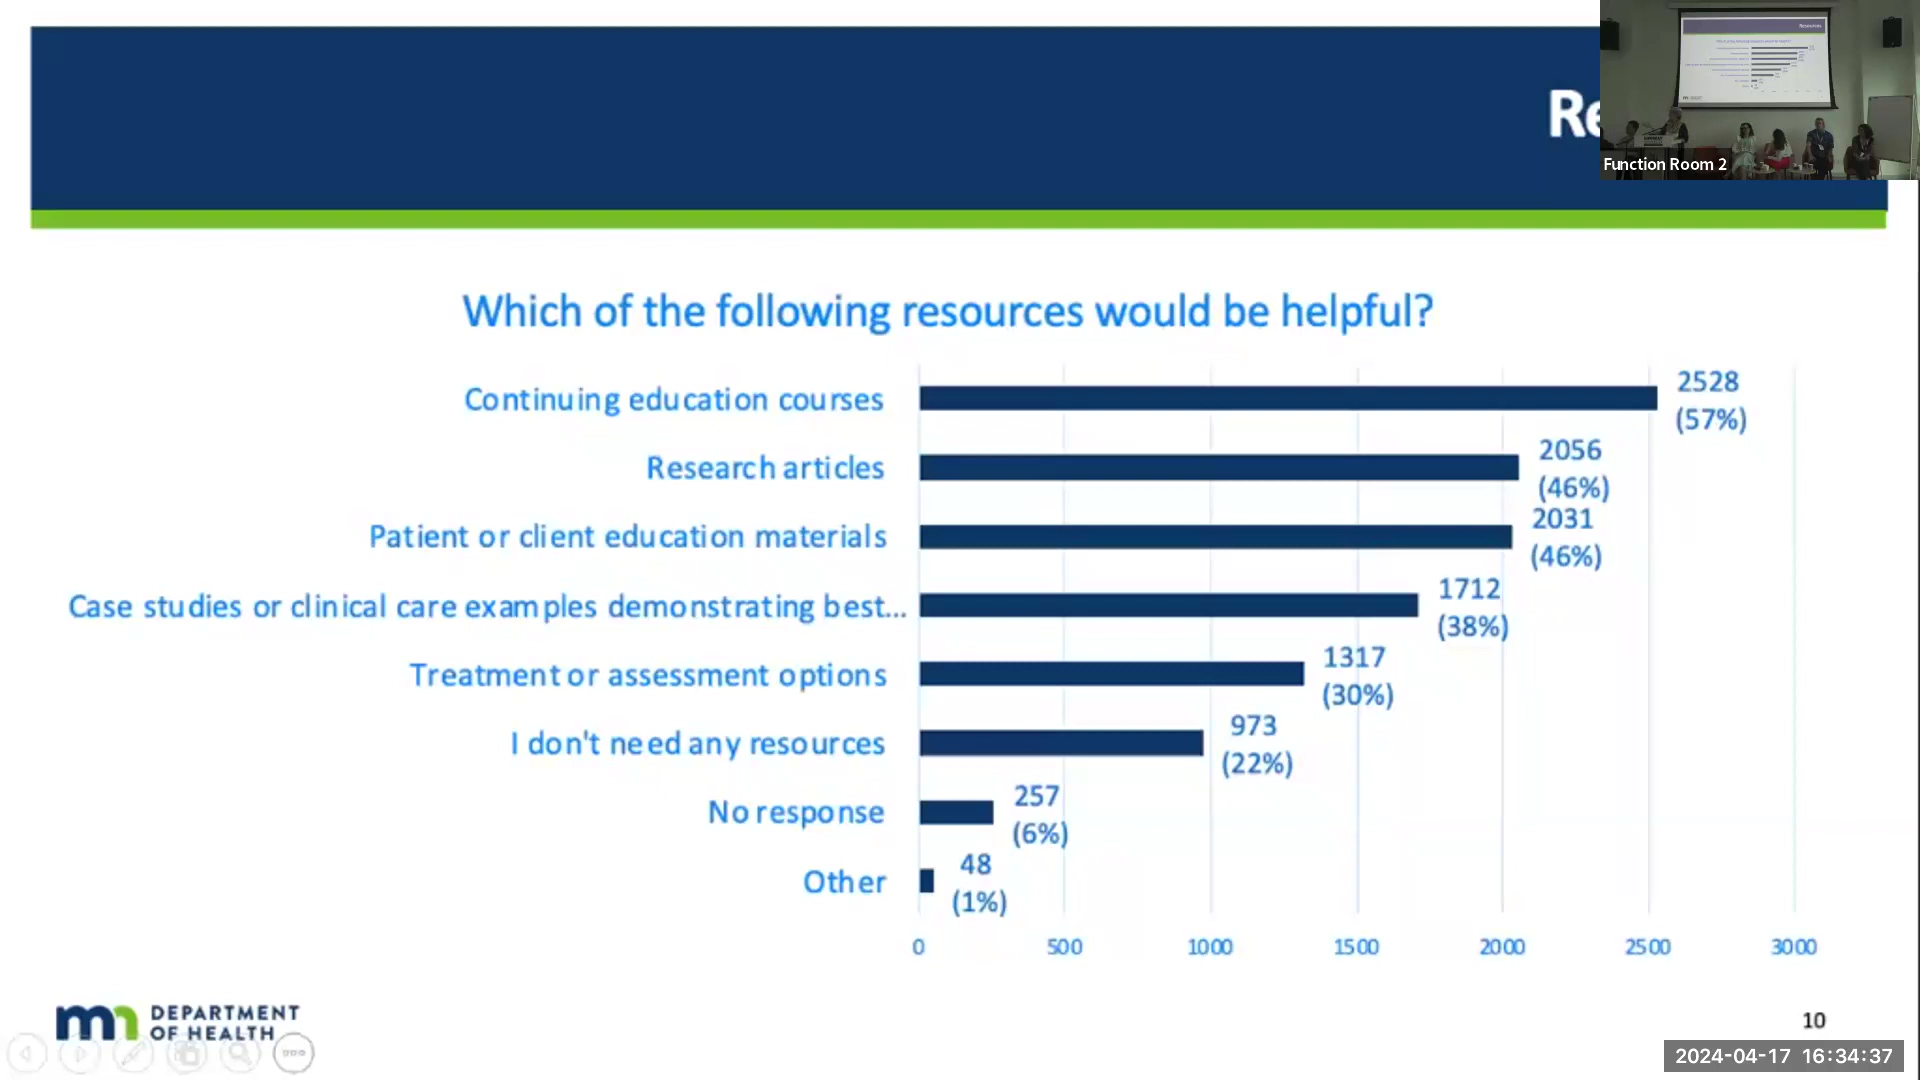 Re
Resources
Function Room 2
Which of the following resources would be helpful?
Continuing education courses
2528
(57%)
Research articles
2056
(46%)
Patient or client education materials
2031
(46%)
Case studies or clinical care examples demonstrating best...
1712
(38%)
Treatment or assessment options
1317
(30%)
I don't need any resources
973
(22%)
No response
257
(6%)
Other
48
(1%)
0 500 1000 1500 2000 2500 3000
mn DEPARTMENT
OF HEALTH
10
2024-04-17 16:34:37